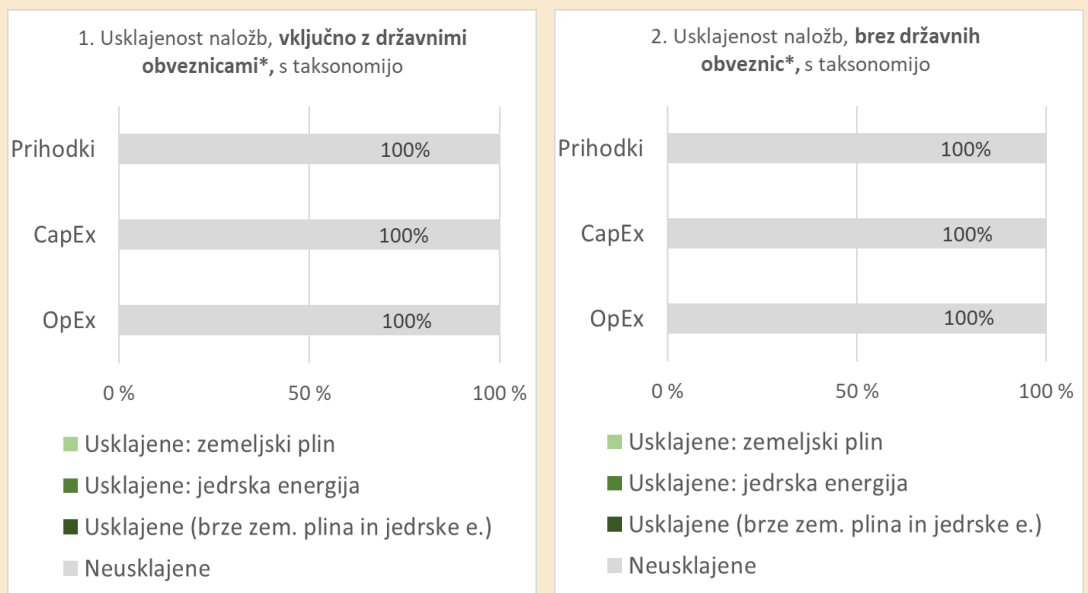 1. Usklajenost naložb, vključno z državnimi
obveznicami*, s taksonomijo
Prihodki
100%
CapEx
100%
OpEx
100%
0 %
50 %
100 %
Usklajene: zemeljski plin
Usklajene: jedrska energija
Usklajene (brze zem. plina in jedrske e.)
Neusklajene
2. Usklajenost naložb, brez državnih
obveznic*, s taksonomijo
Prihodki
100%
CapEx
100%
OpEx
100%
0 %
50 %
100 %
Usklajene: zemeljski plin
Usklajene: jedrska energija
Usklajene (brze zem. plina in jedrske e.)
Neusklajene